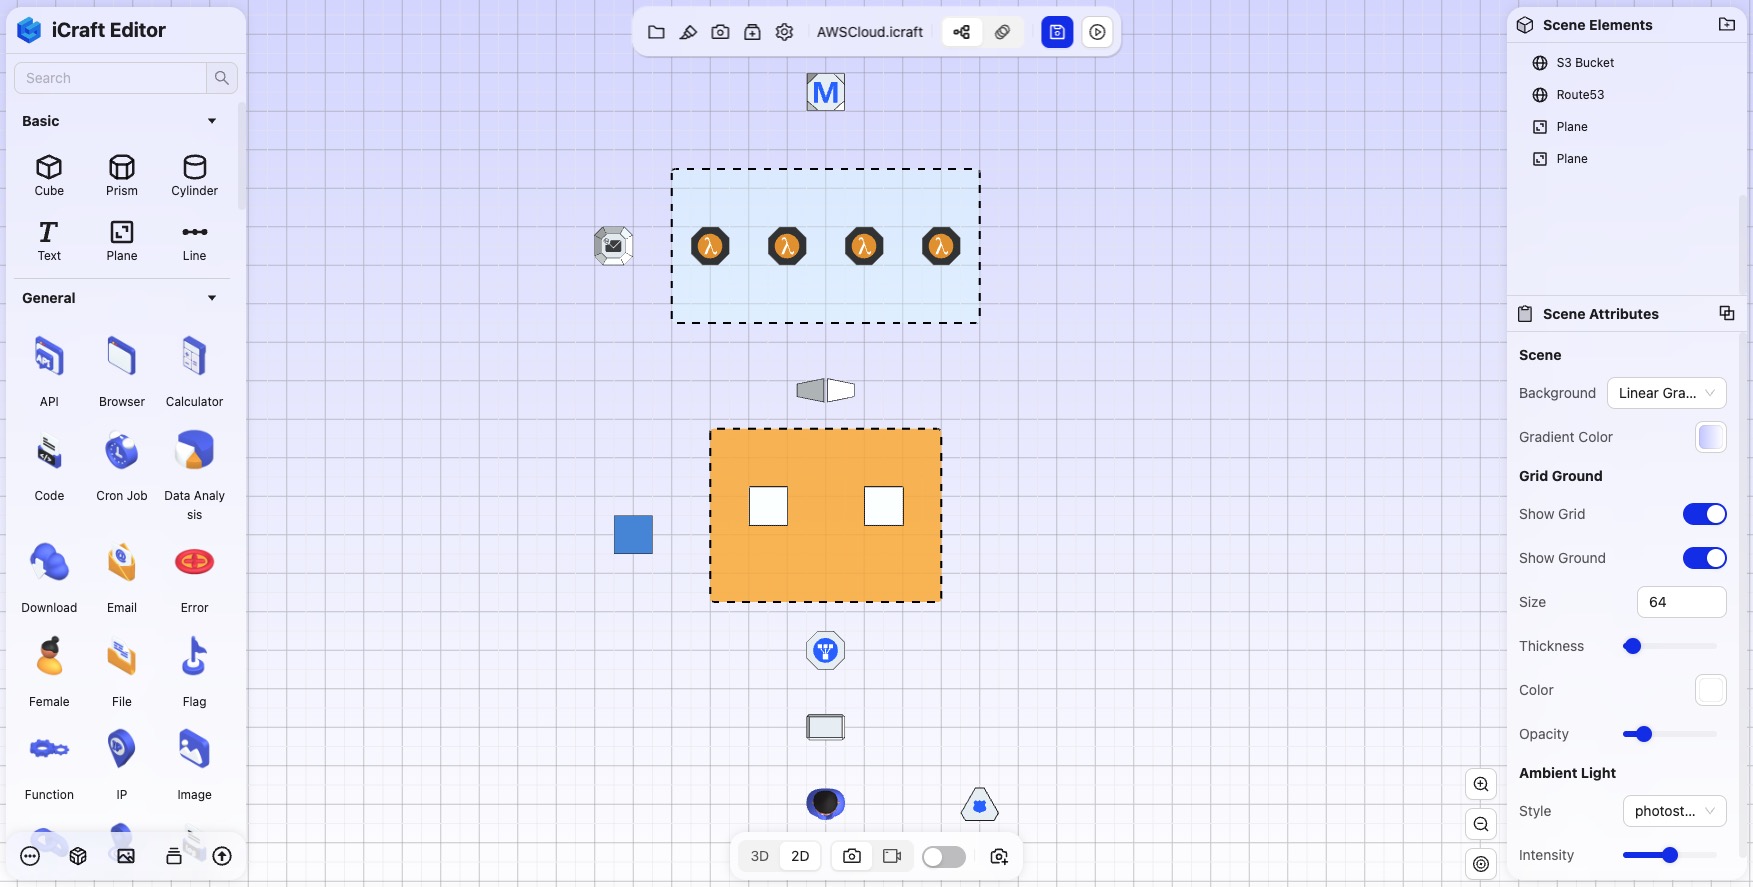 iCraft Editor
Search
Basic
Cube
Prism
Cylinder
Text
Plane
Line
General
API
Browser
Calculator
Code
Cron Job
Data Analy
sis
Download
Email
Error
Female
File
Flag
Function
IP
Image
AWSCloud.icraft
M
λ λ λ λ
3D
2D
Scene Elements
S3 Bucket
Route53
Plane
Plane
Scene Attributes
Scene
Background
Linear Gra...
Gradient Color
Grid Ground
Show Grid
Show Ground
Size
64
Thickness
Color
Opacity
Ambient Light
Style
photost...
Intensity